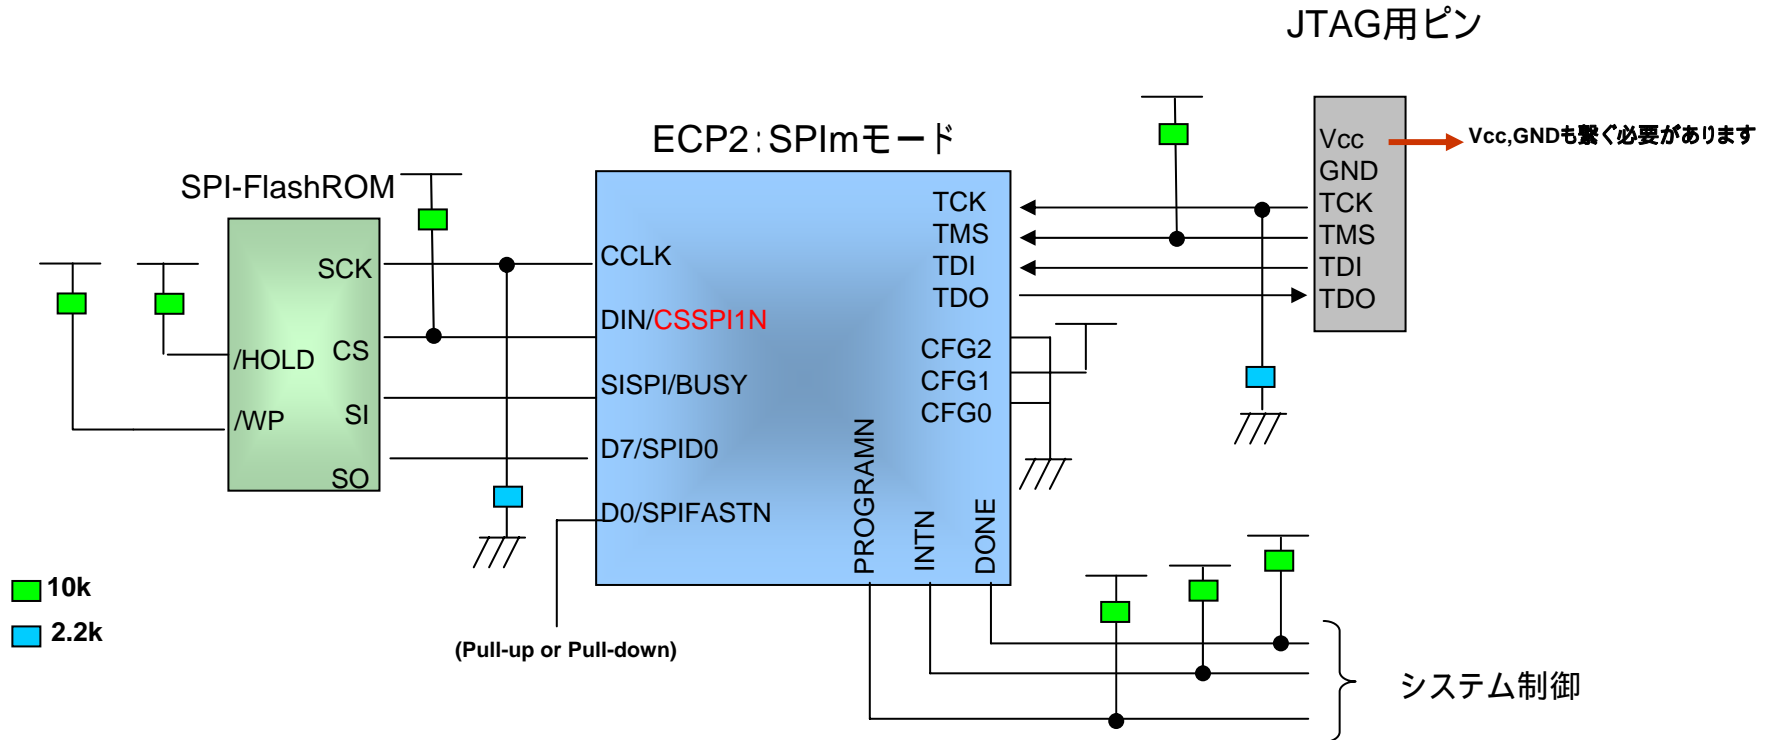 JTAG用ピン
ECP2:SPImモード
Vcc
Vcc,GNDも繋ぐ必要があります
GND
TCK
TMS
TDI
TDO
SPI-FlashROM
SCK
CS
/HOLD
/WP
SI
SO
CCLK
DIN/CSSPI1N
SISPI/BUSY
D7/SPID0
D0/SPIFASTN
TCK
TMS
TDI
TDO
CFG2
CFG1
CFG0
PROGRAMN
INTN
DONE
10k
2.2k
(Pull-up or Pull-down)
システム制御